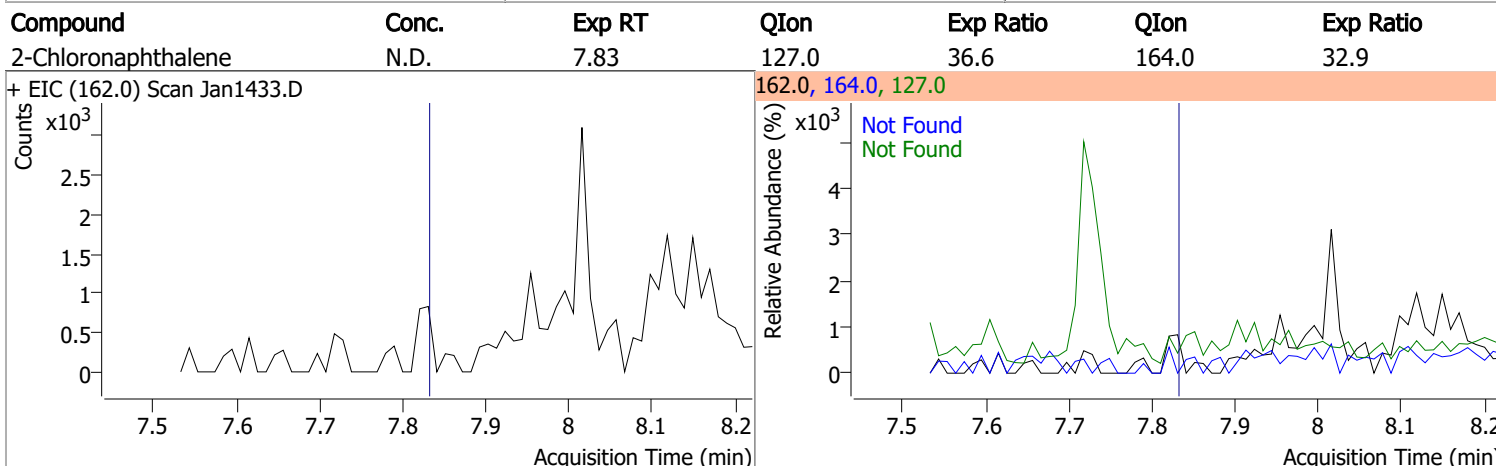 Compound Conc. Exp RT QIon Exp Ratio QIon Exp Ratio
2-Chloronaphthalene N.D. 7.83 127.0 36.6 164.0 32.9
+ EIC (162.0) Scan Jan1433.D
Counts
x10³
2.5
2
1.5
1
0.5
0
7.5 7.6 7.7 7.8 7.9 8 8.1 8.2
Acquisition Time (min)
162.0, 164.0, 127.0
Relative Abundance (%)
x10³
Not Found
Not Found
4
3
2
1
0
7.5 7.6 7.7 7.8 7.9 8 8.1 8.2
Acquisition Time (min)